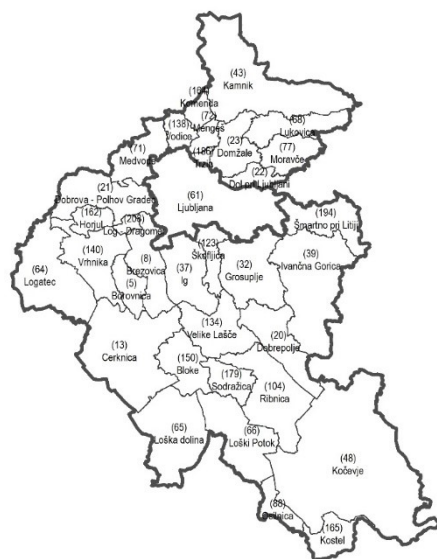 (43)
Kamnik
(164)
Komenda
(72)
Mengeš
(138)
Vodice
(68)
Lukovica
(23)
Domžale
(77)
Moravče
(186)
Trzin
(71)
Medvode
(22)
Dol pri Ljubljani
(21)
Dobrova - Polhov Gradec
(61)
Ljubljana
(194)
Šmartno pri Litiji
(162)
Horjul
(208)
Log - Dragomer
(123)
Škofljica
(140)
Vrhnika
(8)
Brezovica
(37)
Ig
(32)
Grosuplje
(39)
Ivančna Gorica
(64)
Logatec
(5)
Borovnica
(134)
Velike Lašče
(20)
Dobrepolje
(13)
Cerknica
(150)
Bloke
(179)
Sodražica
(104)
Ribnica
(65)
Loška dolina
(66)
Loški Potok
(48)
Kočevje
(88)
Osilnica
(165)
Kostel